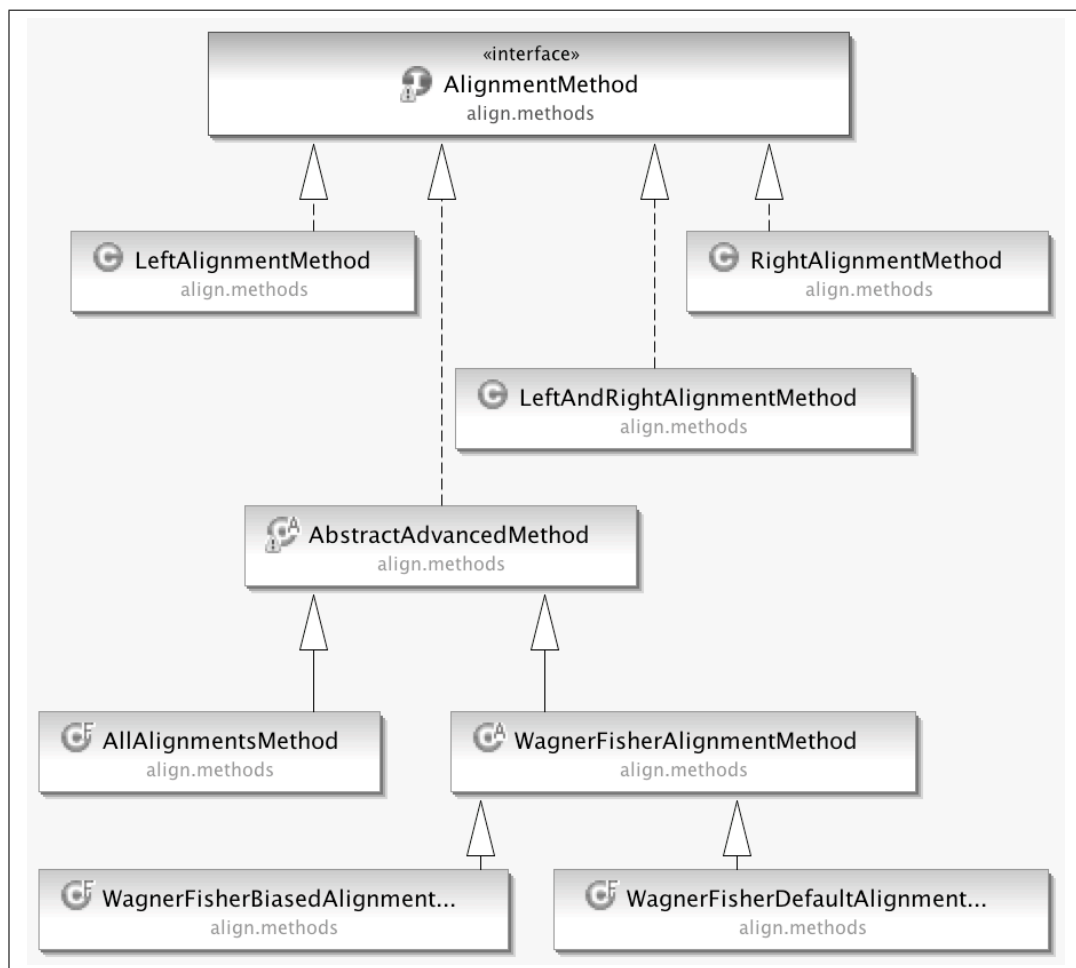 «interface»
AlignmentMethod
align.methods
LeftAlignmentMethod
align.methods
RightAlignmentMethod
align.methods
LeftAndRightAlignmentMethod
align.methods
AbstractAdvancedMethod
align.methods
AllAlignmentsMethod
align.methods
WagnerFisherAlignmentMethod
align.methods
WagnerFisherBiasedAlignment...
align.methods
WagnerFisherDefaultAlignment...
align.methods